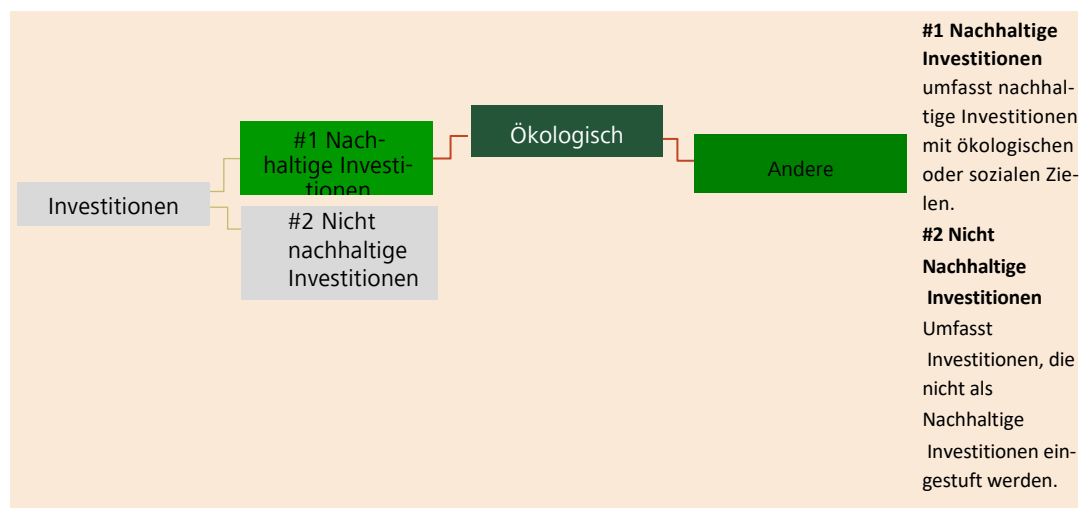 Investitionen
#1 Nach-
haltige Investi-
tionen
#2 Nicht
nachhaltige
Investitionen
Ökologisch
Andere
#1 Nachhaltige
Investitionen
umfasst nachhal-
tige Investitionen
mit ökologischen
oder sozialen Zie-
len.
#2 Nicht
Nachhaltige
Investitionen
Umfasst
Investitionen, die
nicht als
Nachhaltige
Investitionen ein-
gestuft werden.